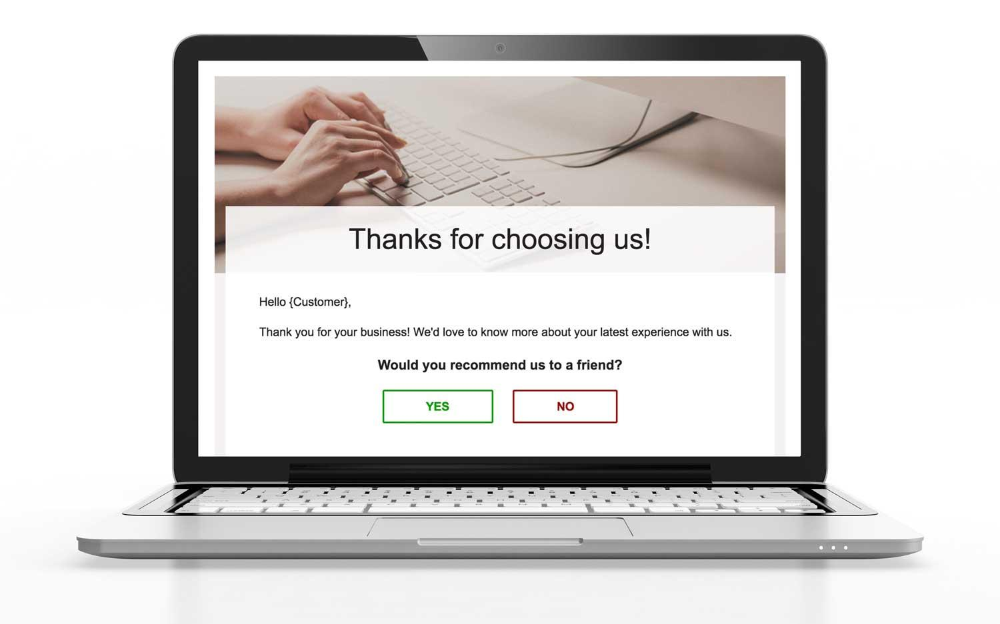 Thanks for choosing us!
Hello {Customer},
Thank you for your business! We'd love to know more about your latest experience with us.
Would you recommend us to a friend?
YES NO